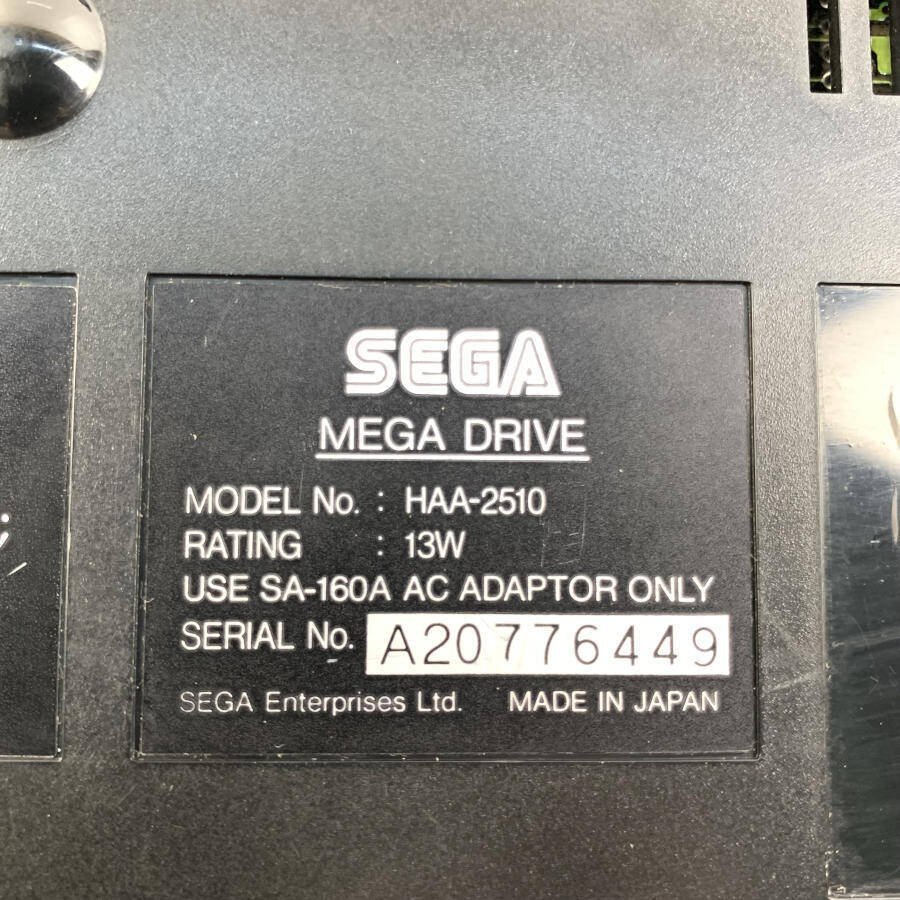 SEGA
MEGA DRIVE
MODEL No. : HAA-2510
RATING : 13W
USE SA-160A AC ADAPTOR ONLY
SERIAL No. A20776449
SEGA Enterprises Ltd. MADE IN JAPAN